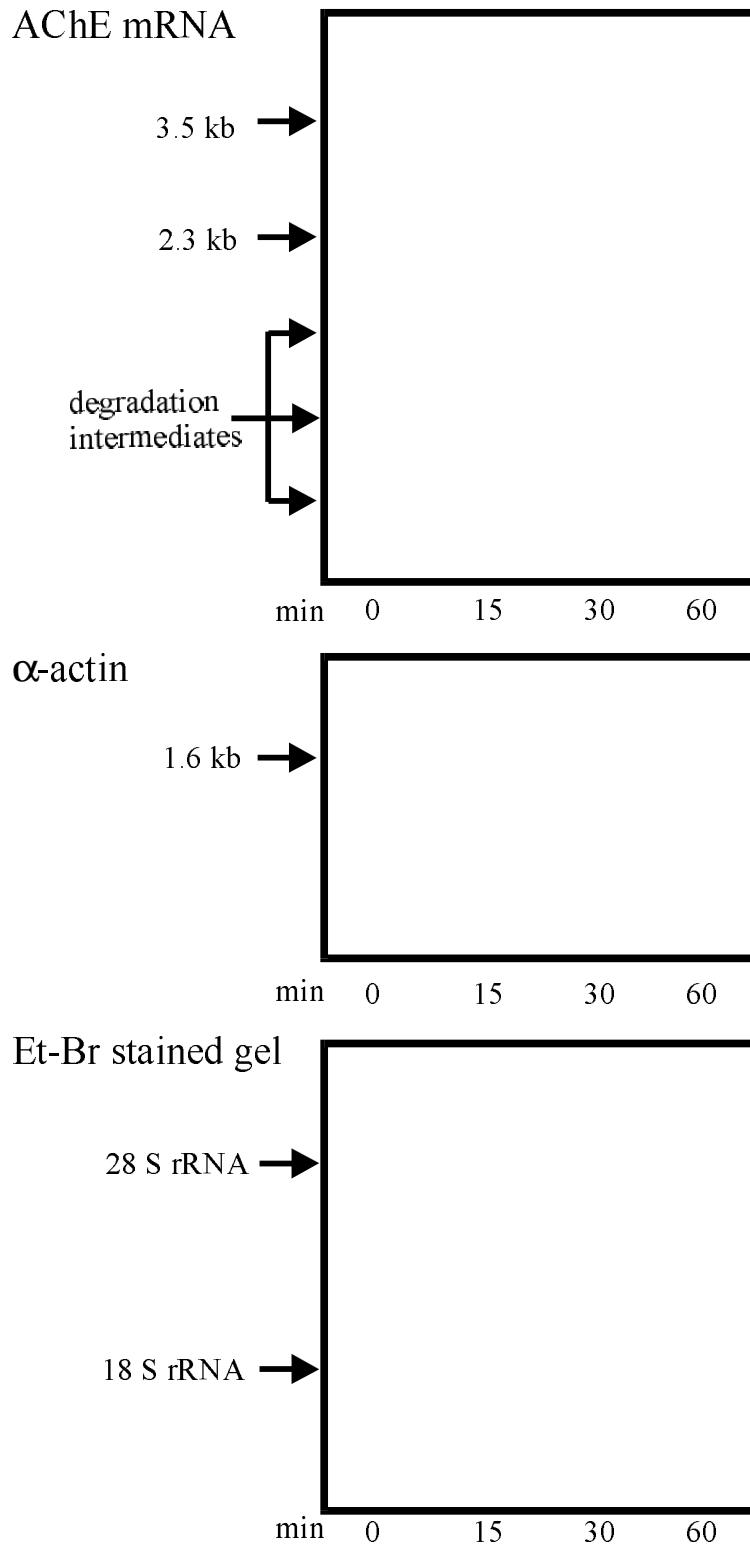 AChE mRNA
3.5 kb
2.3 kb
degradation
intermediates
min 0 15 30 60
α-actin
1.6 kb
min 0 15 30 60
Et-Br stained gel
28 S rRNA
18 S rRNA
min 0 15 30 60